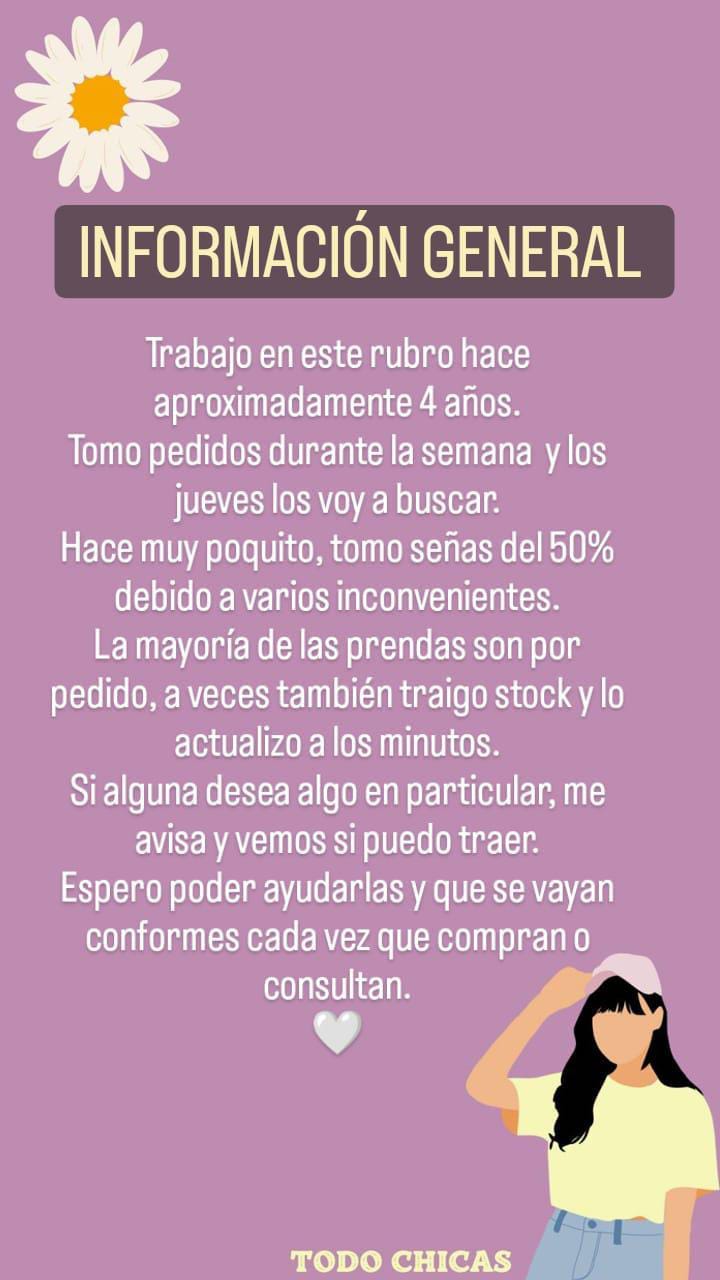 INFORMACIÓN GENERAL
Trabajo en este rubro hace
aproximadamente 4 años.
Tomo pedidos durante la semana y los
jueves los voy a buscar.
Hace muy poquito, tomo señas del 50%
debido a varios inconvenientes.
La mayoría de las prendas son por
pedido, a veces también traigo stock y lo
actualizo a los minutos.
Si alguna desea algo en particular, me
avisa y vemos si puedo traer.
Espero poder ayudarlas y que se vayan
conformes cada vez que compran o
consultan.
🤍
TODO CHICAS